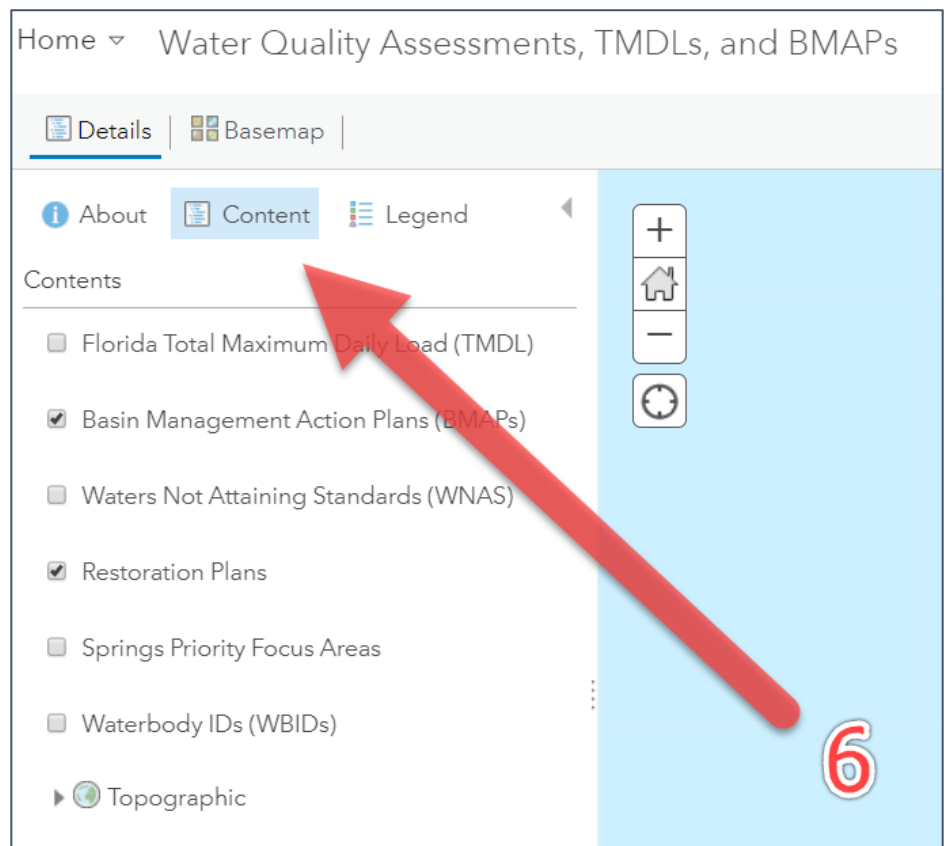 Home Water Quality Assessments, TMDLs, and BMAPs
Details Basemap
About Content Legend
Contents
Florida Total Maximum Daily Load (TMDL)
Basin Management Action Plans (BMAPs)
Waters Not Attaining Standards (WNAS)
Restoration Plans
Springs Priority Focus Areas
Waterbody IDs (WBIDs)
Topographic
6